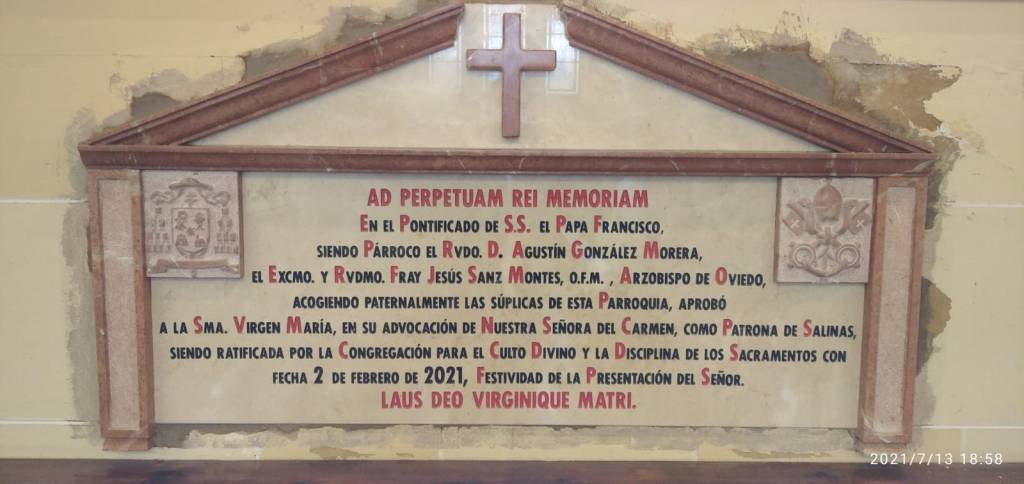 AD PERPETUAM REI MEMORIAM
En el Pontificado de S.S. el Papa Francisco,
siendo Párroco el Rvdo. D. Agustín González Morera,
el Excmo. y Rvdmo. Fray Jesús Sanz Montes, o.f.m. , Arzobispo de Oviedo,
acogiendo paternalmente las súplicas de esta Parroquia, aprobó
a la Sma. Virgen María, en su advocación de Nuestra Señora del Carmen, como Patrona de Salinas,
siendo ratificada por la Congregación para el Culto Divino y la Disciplina de los Sacramentos con
fecha 2 de febrero de 2021, Festividad de la Presentación del Señor.
LAUS DEO VIRGINIQUE MATRI.
2021/7/13 18:58